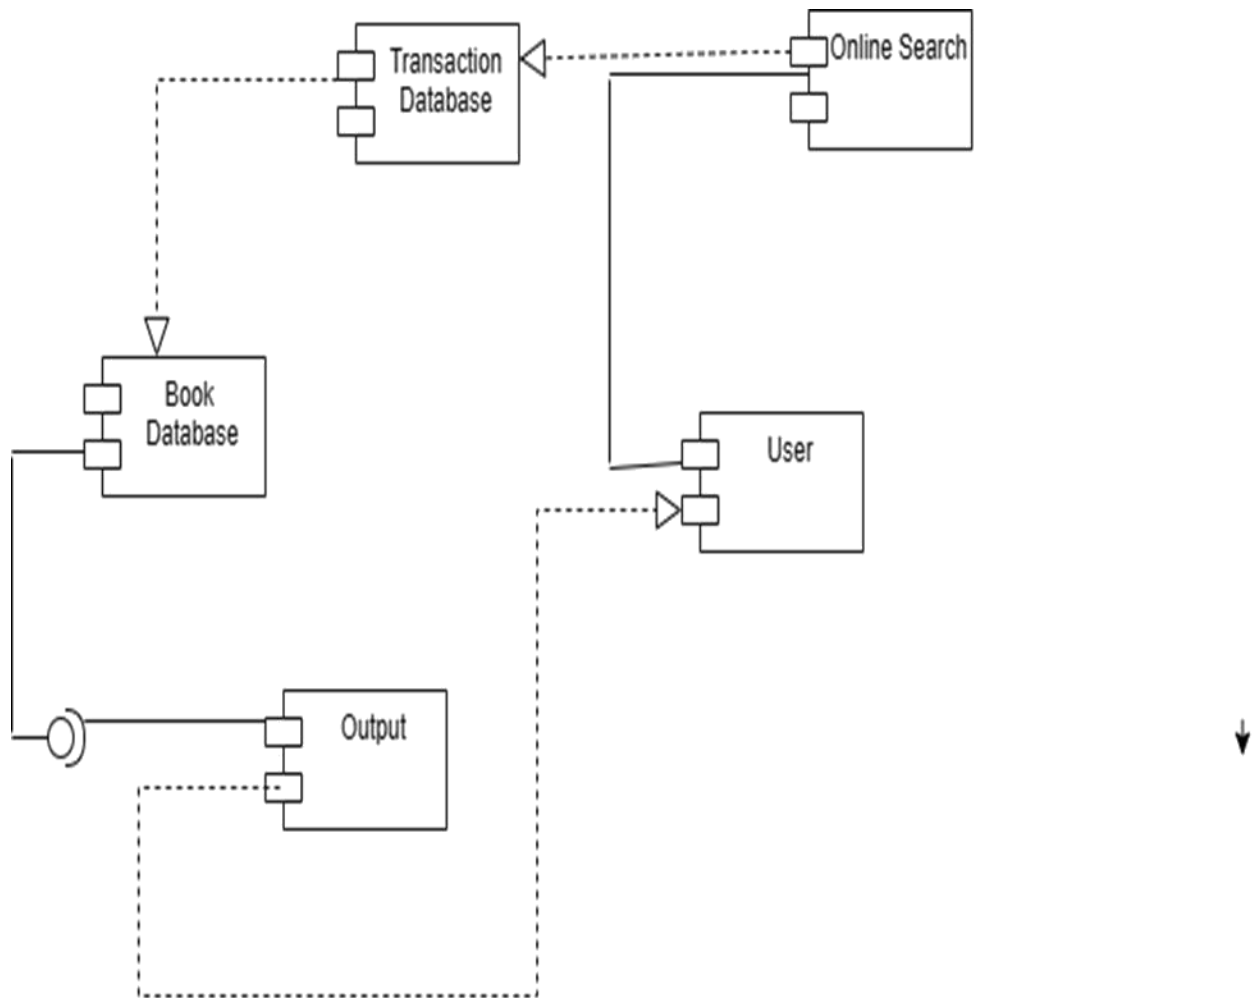 Online Search
Transaction
Database
Book
Database
User
Output